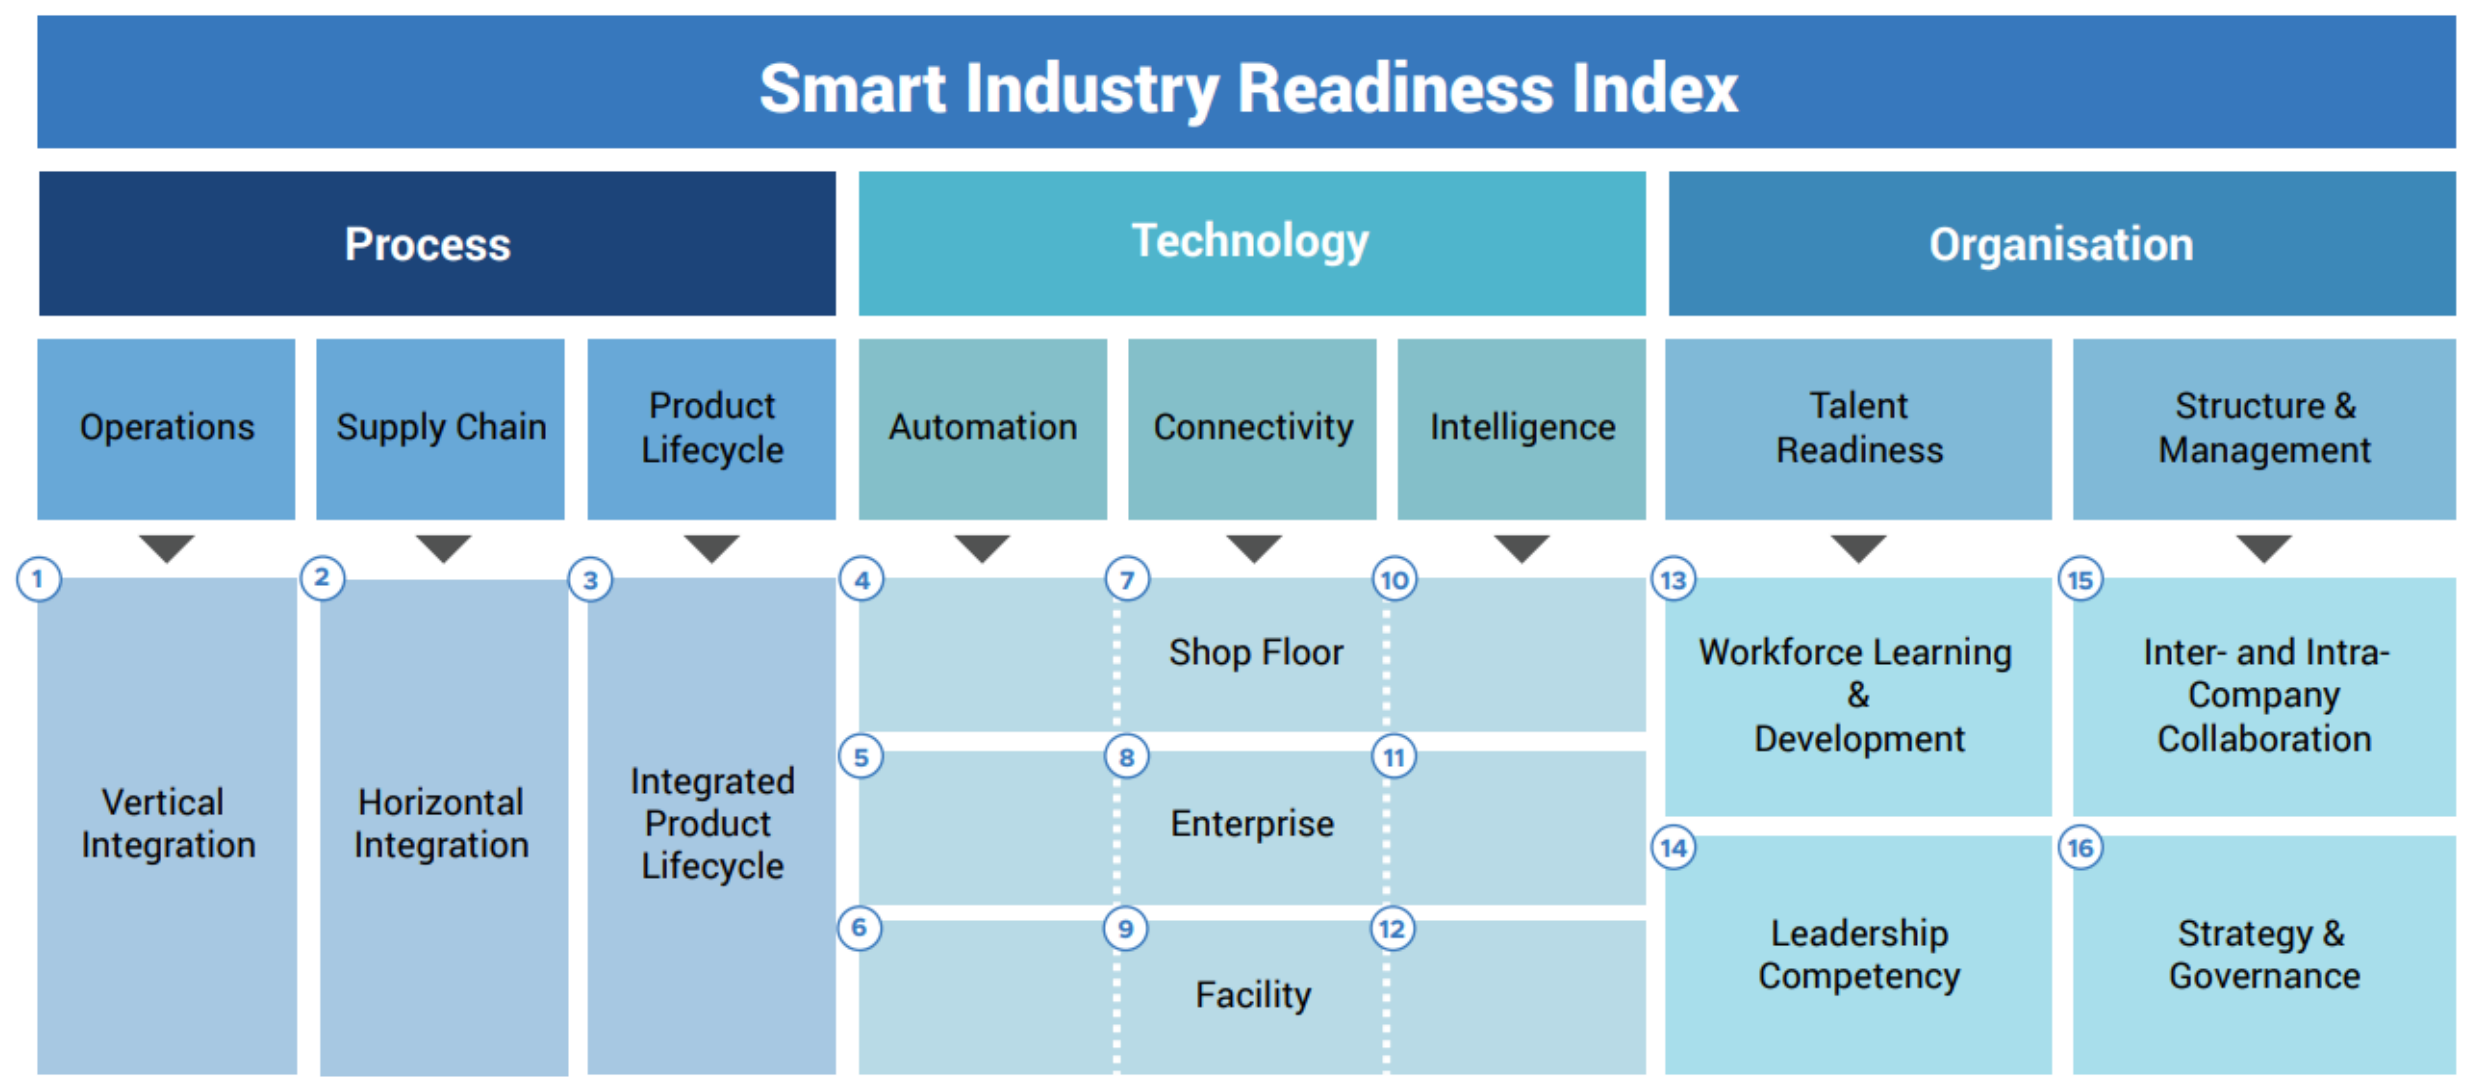 Smart Industry Readiness Index
Process
Technology
Organisation
Operations
Supply Chain
Product
Lifecycle
Automation
Connectivity
Intelligence
Talent
Readiness
Structure &
Management
1
Vertical
Integration
2
Horizontal
Integration
3
Integrated
Product
Lifecycle
4
7
10
Shop Floor
5
8
11
Enterprise
6
9
12
Facility
13
Workforce Learning
&
Development
14
Leadership
Competency
15
Inter- and Intra-
Company
Collaboration
16
Strategy &
Governance